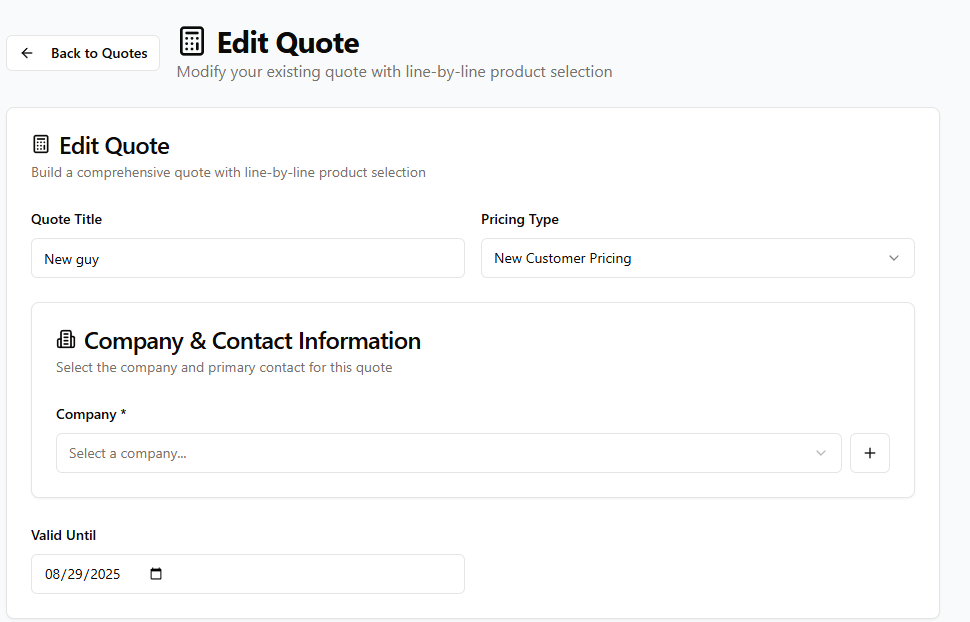 Back to Quotes
Edit Quote
Modify your existing quote with line-by-line product selection
Edit Quote
Build a comprehensive quote with line-by-line product selection
Quote Title
Pricing Type
New guy
New Customer Pricing
Company & Contact Information
Select the company and primary contact for this quote
Company *
Select a company...
Valid Until
08/29/2025